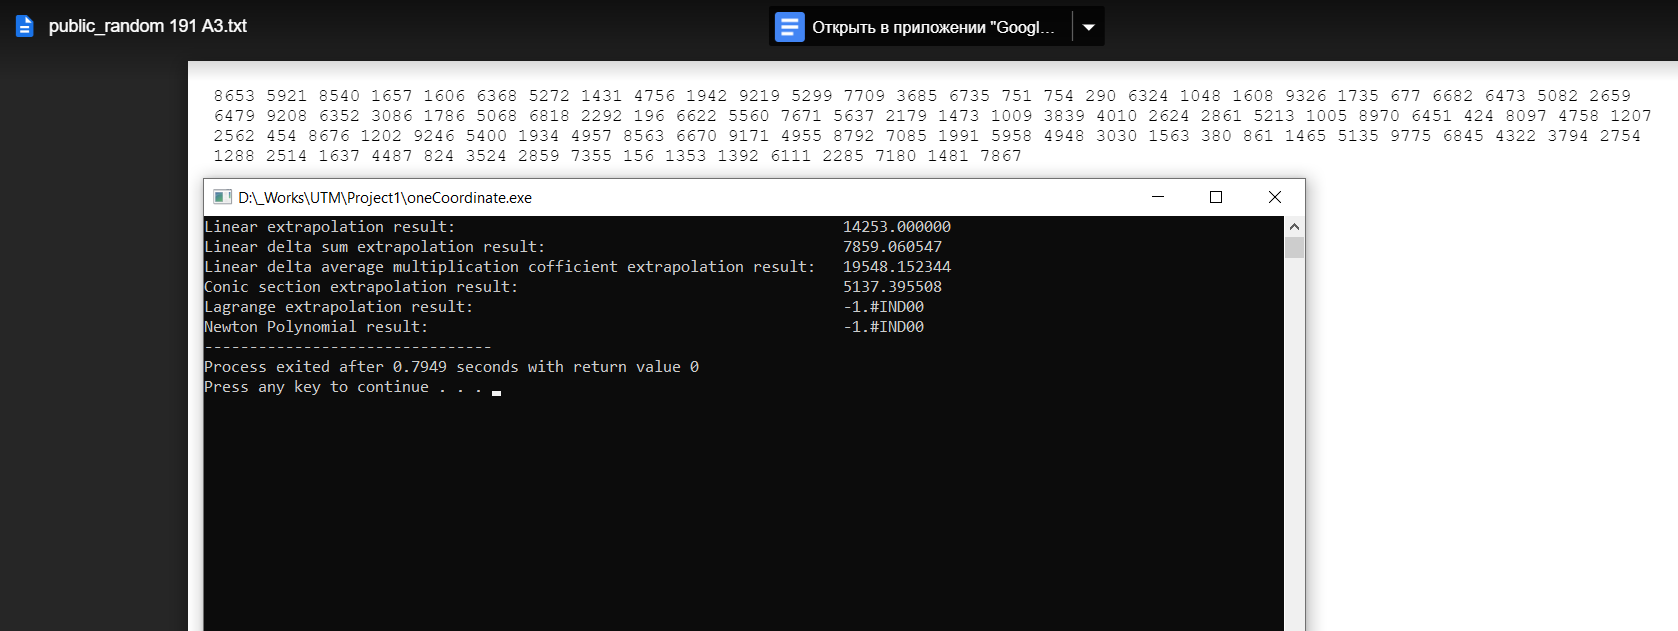 public_random 191 A3.txt
Открыть в приложении "Googl...
8653 5921 8540 1657 1606 6368 5272 1431 4756 1942 9219 5299 7709 3685 6735 751 754 290 6324 1048 1608 9326 1735 677 6682 6473 5082 2659
6479 9208 6352 3086 1786 5068 6818 2292 196 6622 5560 7671 5637 2179 1473 1009 3839 4010 2624 2861 5213 1005 8970 6451 424 8097 4758 1207
2562 454 8676 1202 9246 5400 1934 4957 8563 6670 9171 4955 8792 7085 1991 5958 4948 3030 1563 380 861 1465 5135 9775 6845 4322 3794 2754
1288 2514 1637 4487 824 3524 2859 7355 156 1353 1392 6111 2285 7180 1481 7867
D:\_Works\UTM\Project1\oneCoordinate.exe
Linear extrapolation result: 14253.000000
Linear delta sum extrapolation result: 7859.060547
Linear delta average multiplication cofficient extrapolation result: 19548.152344
Conic section extrapolation result: 5137.395508
Lagrange extrapolation result: -1.#IND00
Newton Polynomial result: -1.#IND00
--------------------------------
Process exited after 0.7949 seconds with return value 0
Press any key to continue . . .